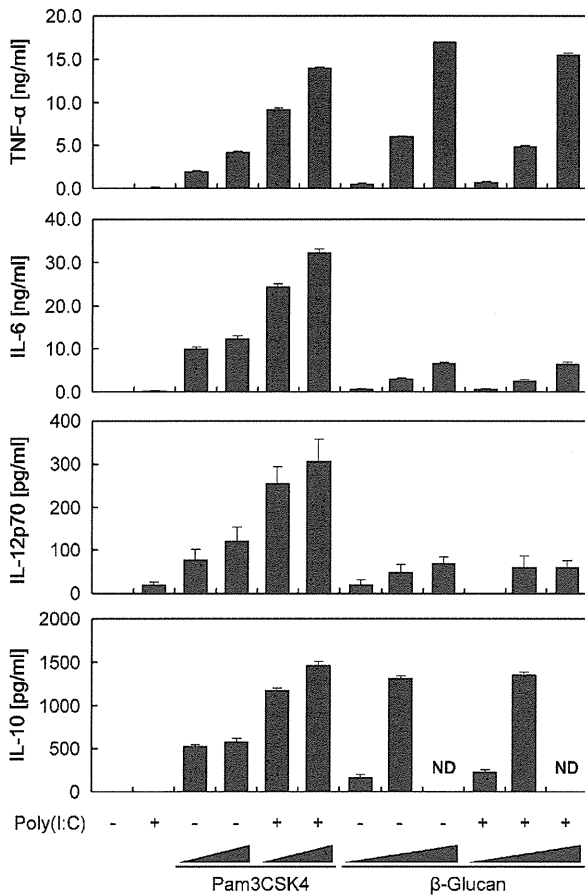 TNF-α [ng/ml]
20.0
15.0
10.0
5.0
0.0
IL-6 [ng/ml]
40.0
30.0
20.0
10.0
0.0
IL-12p70 [pg/ml]
400
300
200
100
0
IL-10 [pg/ml]
2000
1500
1000
500
0
ND ND
Poly(I:C) - + - - + + - - - + + +
Pam3CSK4 β-Glucan